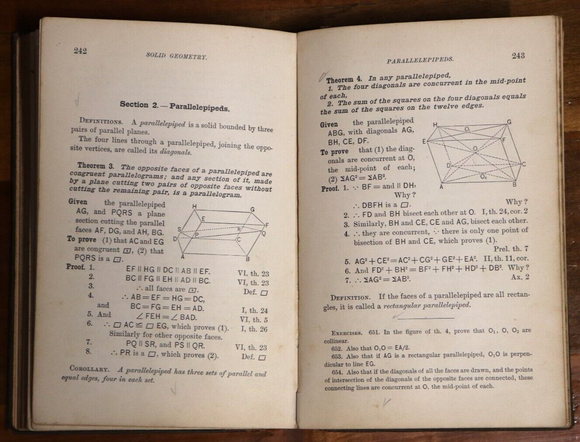 242
SOLID GEOMETRY.
Section 2. — Parallelepipeds.
DEFINITIONS. A parallelepiped is a solid bounded by three
pairs of parallel planes.
The four lines through a parallelepiped, joining the oppo-
site vertices, are called its diagonals.
Theorem 3. The opposite faces of a parallelepiped are
congruent parallelograms; and any section of it, made
by a plane cutting two pairs of opposite faces without
cutting the remaining pair, is a parallelogram.
Given the parallelepiped
AG, and PQRS a plane
section cutting the parallel
faces AF, DG, and AH, BG.
To prove (1) that AC and EG
are congruent ▱, (2) that
PQRS is a ▱.
H G E F S R P Q D C A B
Proof. 1. EF ∥ HG ∥ DC ∥ AB ∥ EF. VI, th. 23
2. BC ∥ FG ∥ EH ∥ AD ∥ BC. VI, th. 23
3. ∴ all faces are ▱. Def. ▱
4. ∴ AB = EF = HG = DC,
and BC = FG = EH = AD. I, th. 24
5. And ∠FEH = ∠BAD. VI, th. 5
6. ∴ ▱ AC ≅ ▱ EG, which proves (1). I, th. 26
Similarly for other opposite faces.
7. PQ ∥ SR, and PS ∥ QR. VI, th. 23
8. ∴ PR is a ▱, which proves (2). Def. ▱
COROLLARY. A parallelepiped has three sets of parallel and
equal edges, four in each set.
PARALLELEPIPEDS.
243
Theorem 4. In any parallelepiped,
1. The four diagonals are concurrent in the mid-point
of each,
2. The sum of the squares on the four diagonals equals
the sum of the squares on the twelve edges.
Given the parallelepiped
ABG, with diagonals AG,
BH, CE, DF.
To prove that (1) the diag-
onals are concurrent at O,
the mid-point of each;
(2) ΣAG² = ΣAB².
H G E F O D C A B
Proof. 1. ∵ BF = and ∥ DH. Why?
∴ DBFH is a ▱. Why?
2. ∴ FD and BH bisect each other at O. I, th. 24, cor. 2
3. Similarly, BH and CE, CE and AG, bisect each other.
4. ∴ they are concurrent, ∵ there is only one point of
bisection of BH and CE, which proves (1).
Prel. th. 7
5. AG² + CE² = AC² + CG² + GE² + EA². II, th. 11, cor.
6. And FD² + BH² = BF² + FH² + HD² + DB². Why?
7. ∴ ΣAG² = ΣAB². Ax. 2
DEFINITION. If the faces of a parallelepiped are all rectan-
gles, it is called a rectangular parallelepiped.
EXERCISES. 651. In the figure of th. 4, prove that O₁, O, O₂ are
collinear.
652. Also that O₁O = EA/2.
653. Also that if AG is a rectangular parallelepiped, O₁O is perpen-
dicular to line EG.
654. Also that if the diagonals of all the faces are drawn, and the points
of intersection of the diagonals of the opposite faces are connected, these
connecting lines are concurrent at O, the mid-point of each.